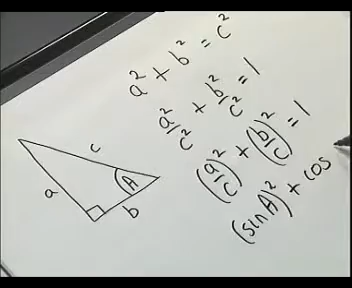 a² + b² = c²
a²/c² + b²/c² = 1
(a/c)² + (b/c)² = 1
(sin A)² + cos
c
a
A
b